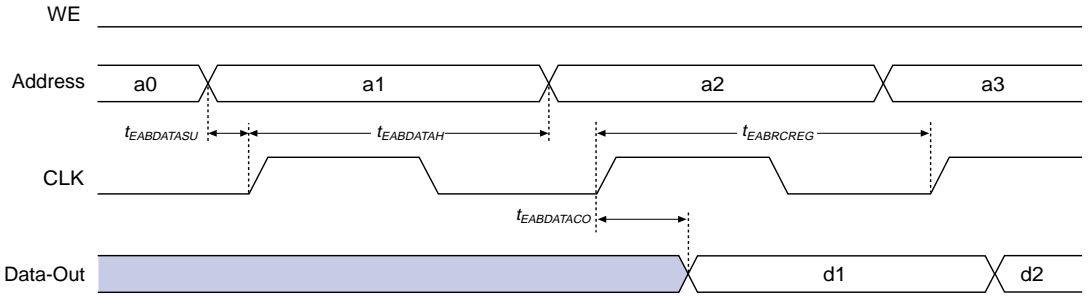 WE
Address a0 a1 a2 a3
tEABDATASU tEABDATAH tEABRCREG
CLK
tEABDATACO
Data-Out d1 d2